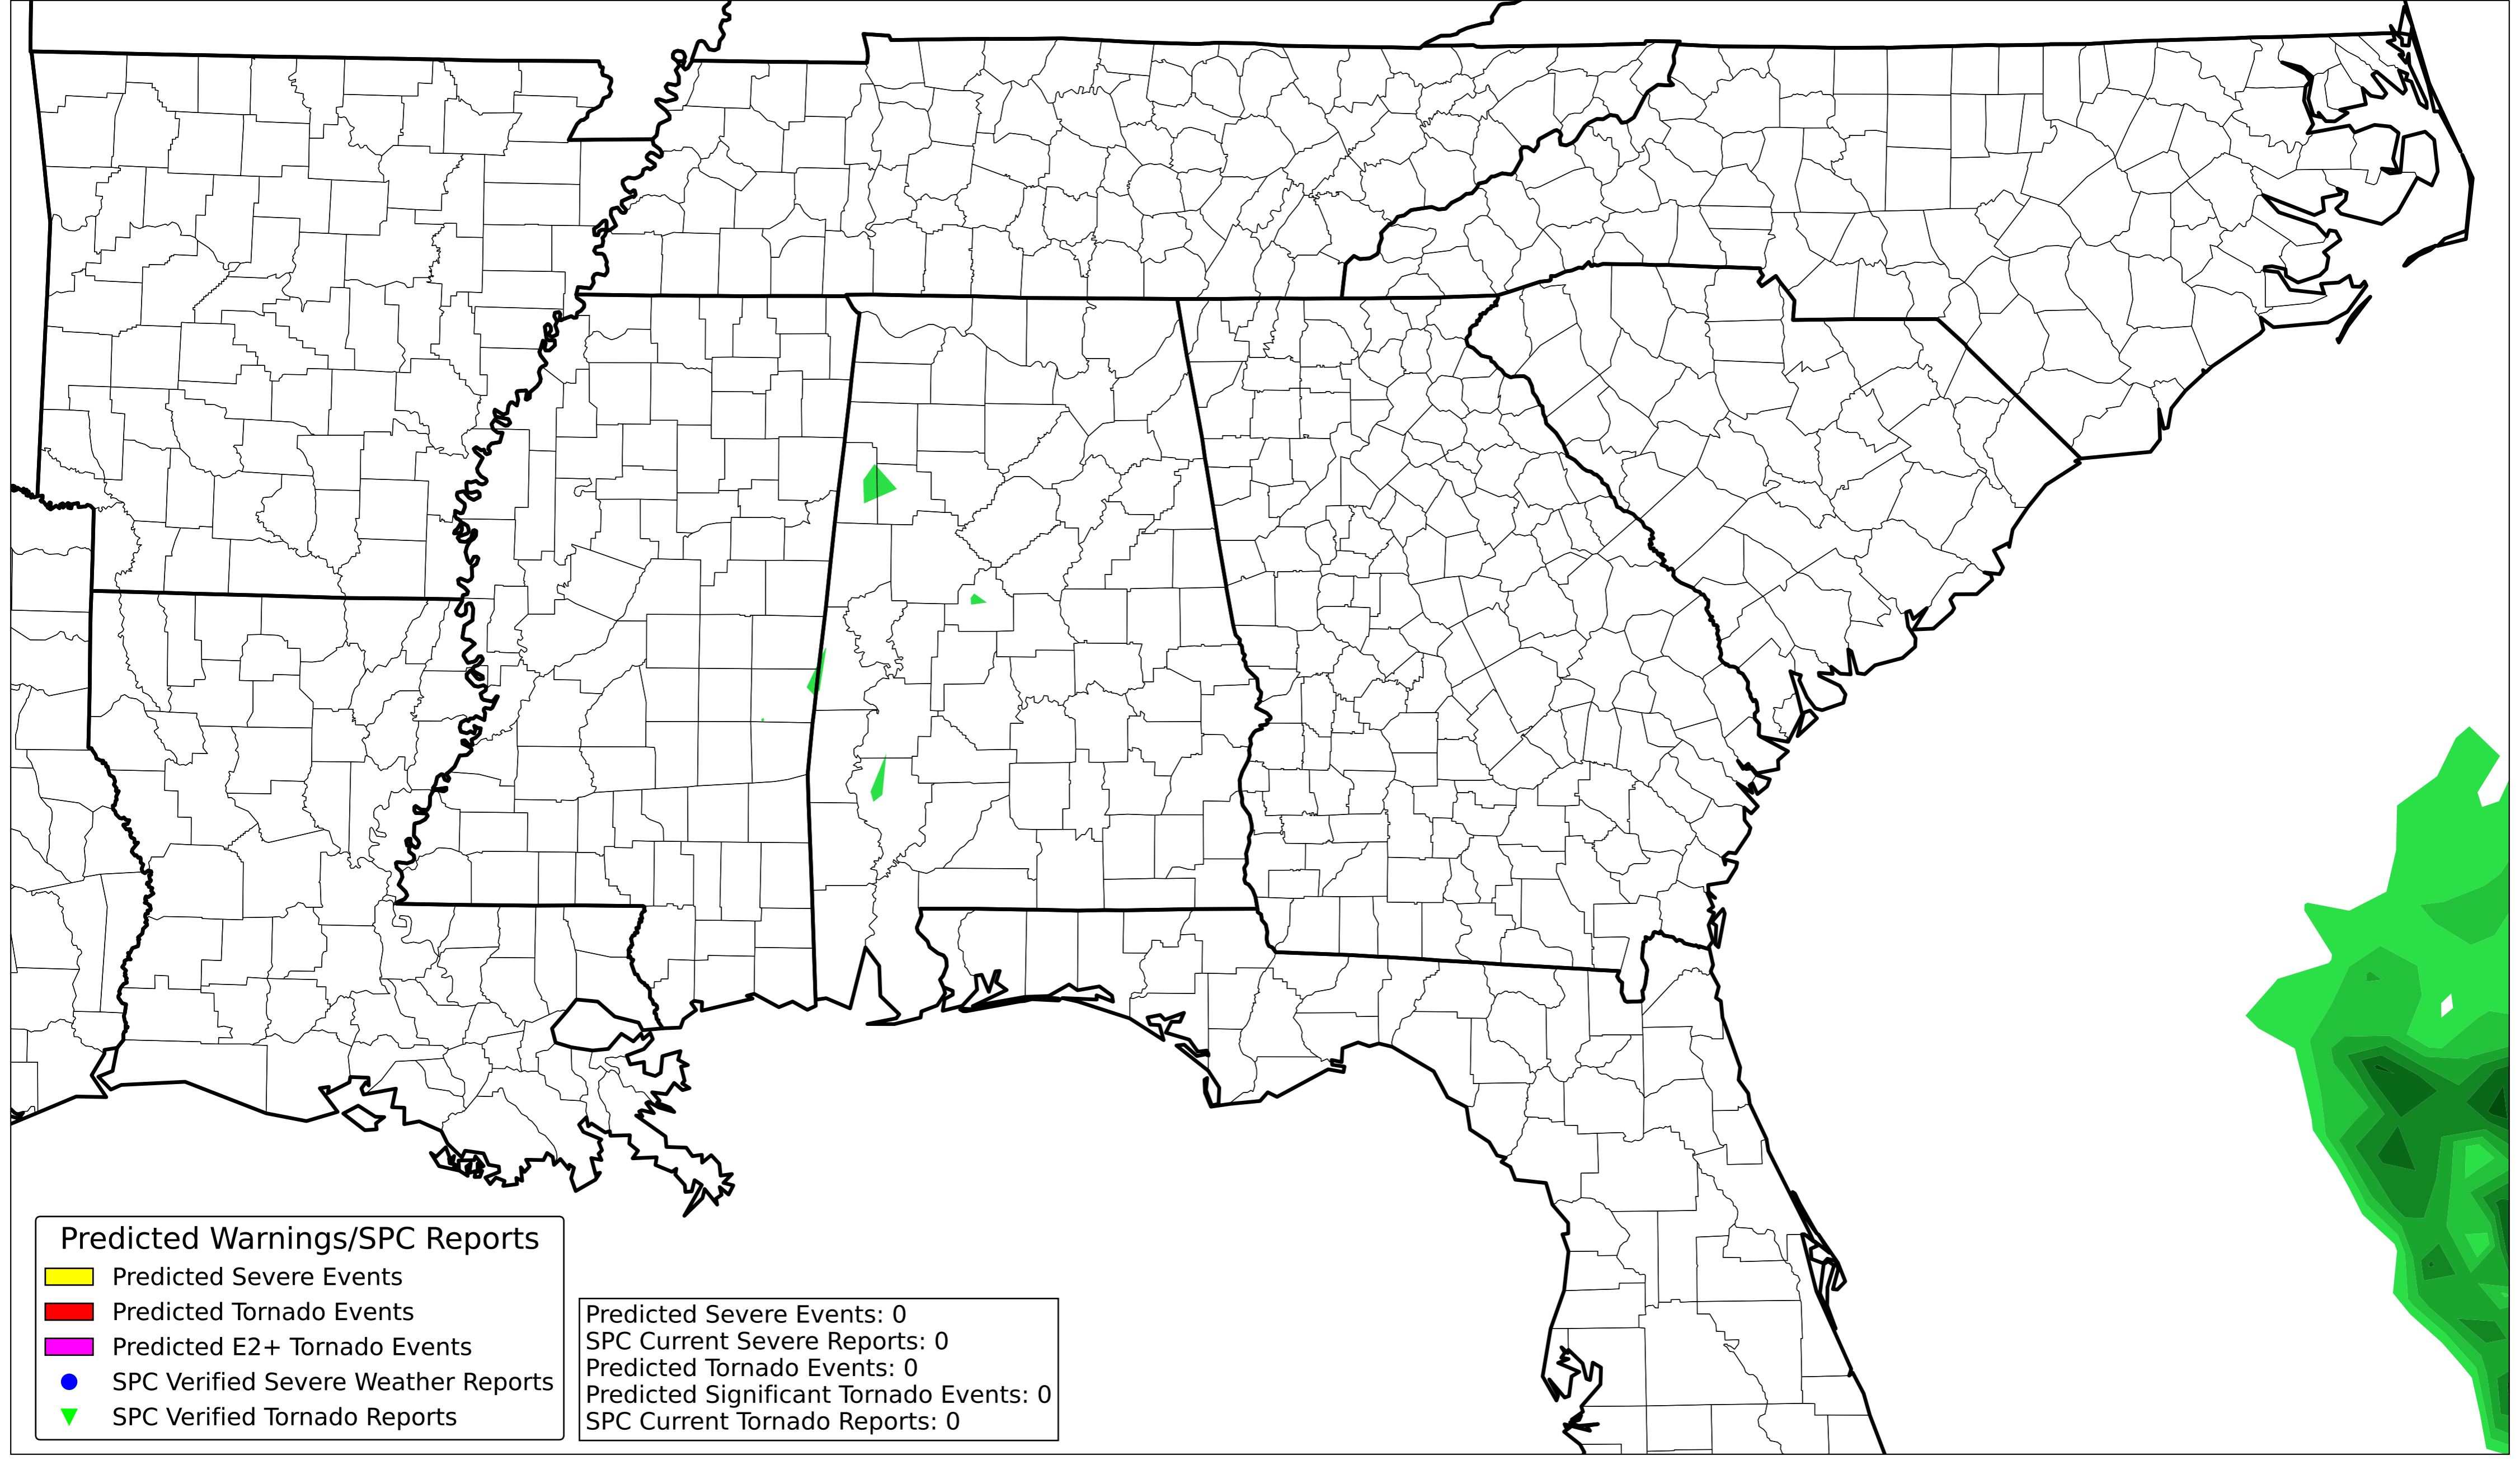 Predicted Warnings/SPC Reports
Predicted Severe Events
Predicted Tornado Events
Predicted E2+ Tornado Events
SPC Verified Severe Weather Reports
SPC Verified Tornado Reports
Predicted Severe Events: 0
SPC Current Severe Reports: 0
Predicted Tornado Events: 0
Predicted Significant Tornado Events: 0
SPC Current Tornado Reports: 0